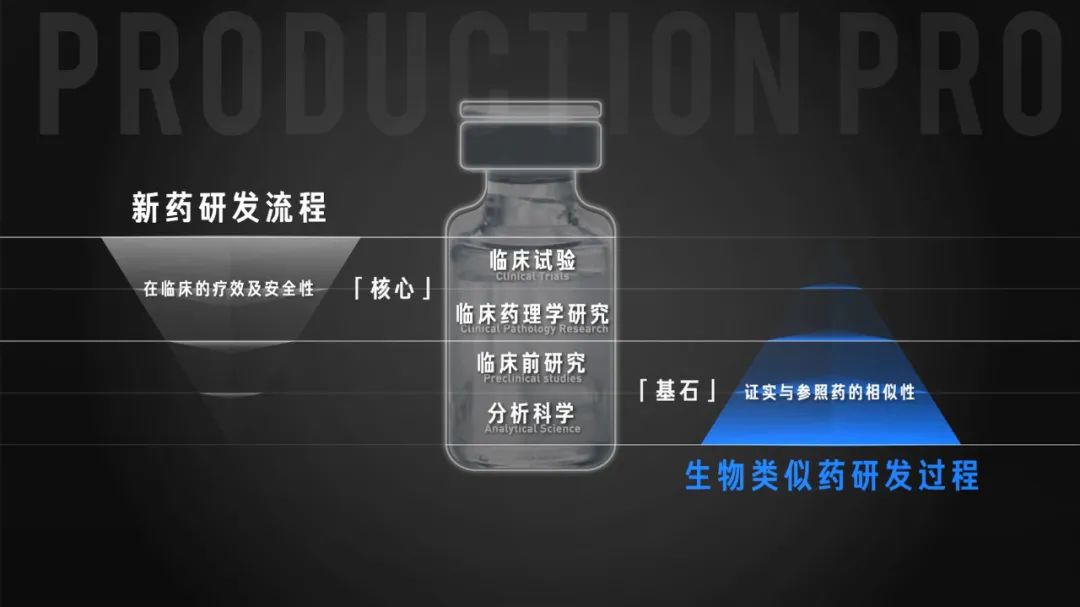 PRODUCTION PRO
新药研发流程
在临床的疗效及安全性
「核心」
临床试验
Clinical Trials
临床药理学研究
Clinical Pathology Research
临床前研究
Preclinical studies
分析科学
Analytical Science
「基石」
证实与参照药的相似性
生物类似药研发过程